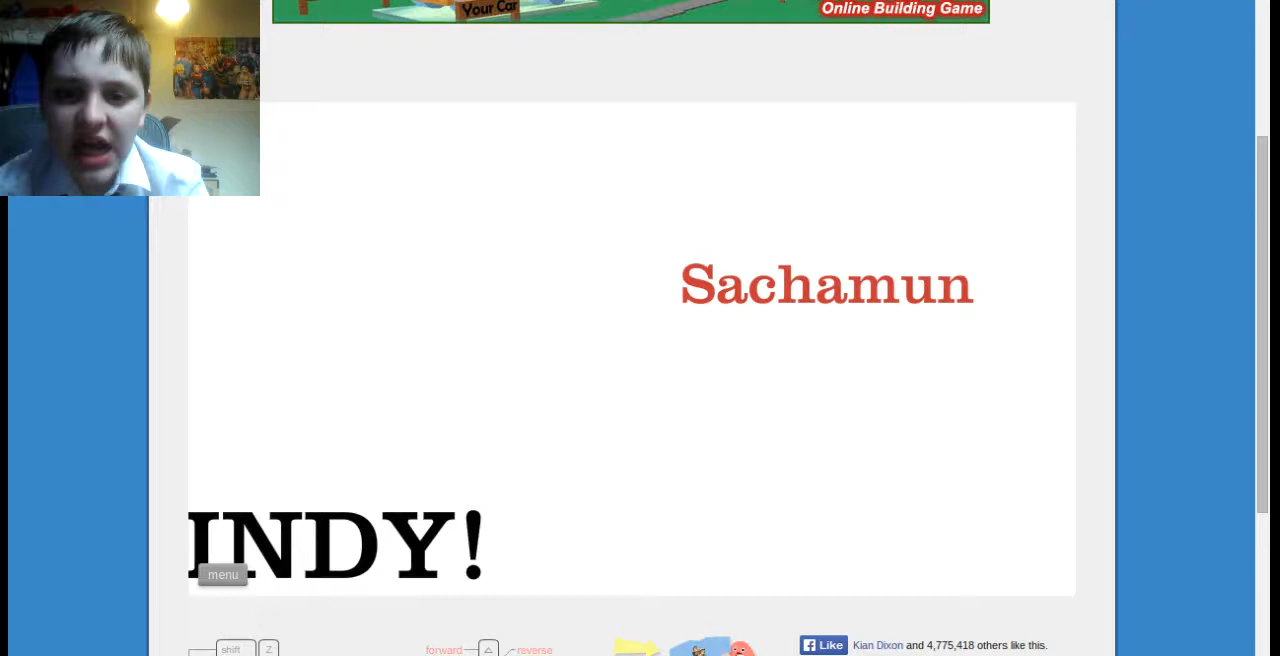 Your Car
Online Building Game
Sachamun
INDY!
menu
shift Z
forward reverse
Like Kian Dixon and 4,775,418 others like this.